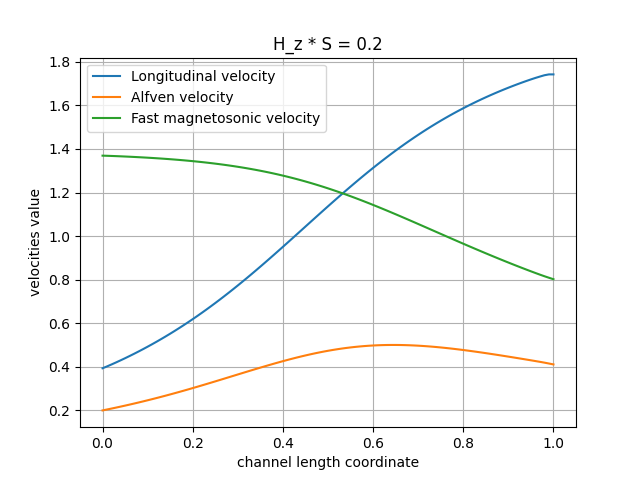 H_z * S = 0.2
Longitudinal velocity
Alfven velocity
Fast magnetosonic velocity
velocities value
1.8
1.6
1.4
1.2
1.0
0.8
0.6
0.4
0.2
0.0 0.2 0.4 0.6 0.8 1.0
channel length coordinate